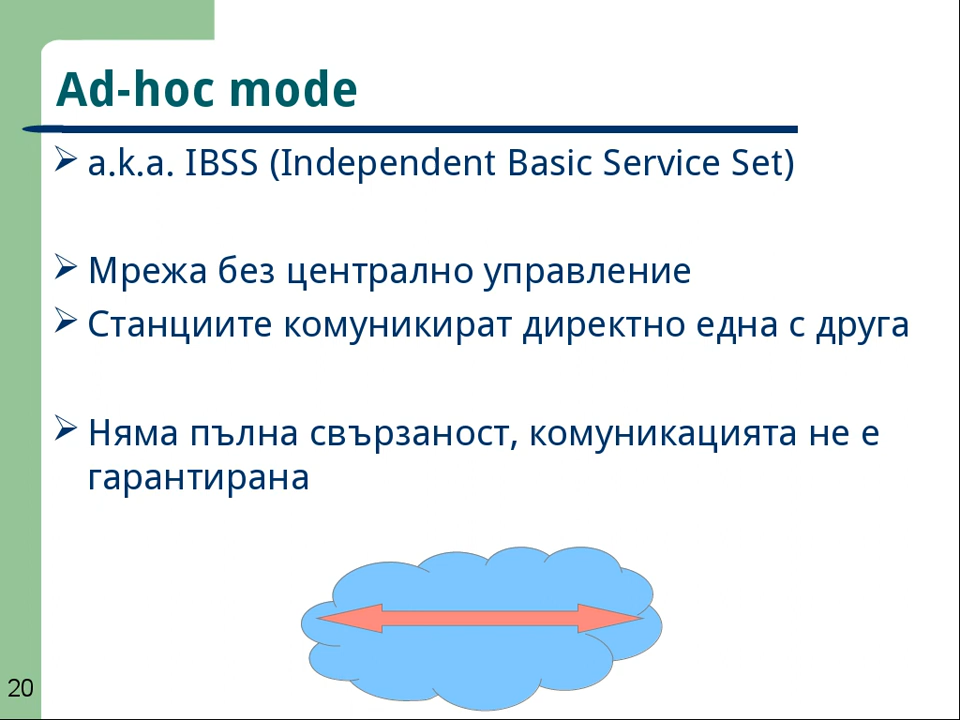 Ad-hoc mode
a.k.a. IBSS (Independent Basic Service Set)
Мрежа без централно управление
Станциите комуникират директно една с друга
Няма пълна свързаност, комуникацията не е
гарантирана
20